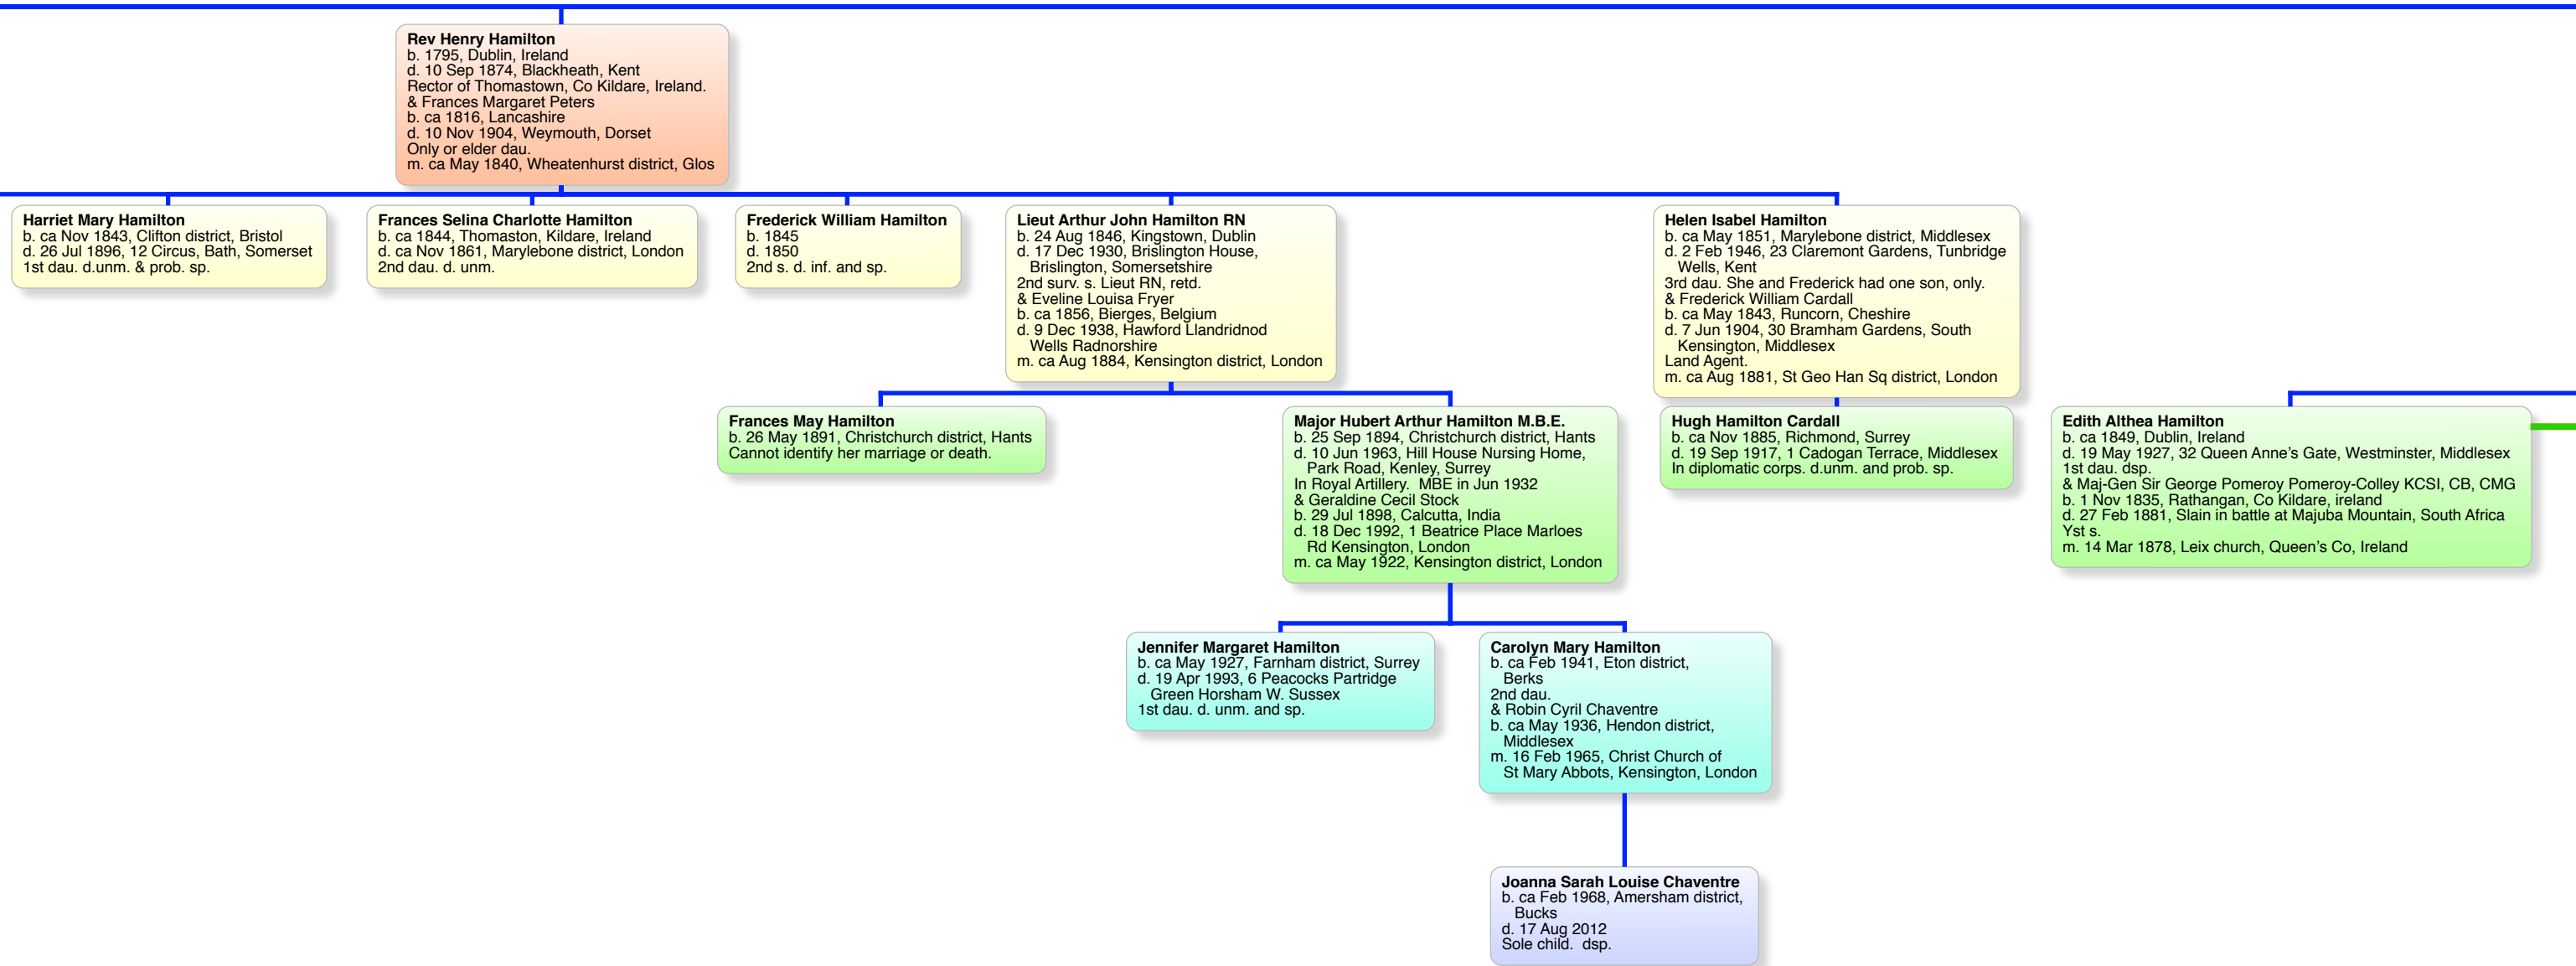 Rev Henry Hamilton
b. 1795, Dublin, Ireland
d. 10 Sep 1874, Blackheath, Kent
Rector of Thomastown, Co Kildare, Ireland.
& Frances Margaret Peters
b. ca 1816, Lancashire
d. 10 Nov 1904, Weymouth, Dorset
Only or elder dau.
m. ca May 1840, Wheatenhurst district, Glos
Harriet Mary Hamilton
b. ca Nov 1843, Clifton district, Bristol
d. 26 Jul 1896, 12 Circus, Bath, Somerset
1st dau. d.unm. & prob. sp.
Frances Selina Charlotte Hamilton
b. ca 1844, Thomaston, Kildare, Ireland
d. ca Nov 1861, Marylebone district, London
2nd dau. d. unm.
Frederick William Hamilton
b. 1845
d. 1850
2nd s. d. inf. and sp.
Lieut Arthur John Hamilton RN
b. 24 Aug 1846, Kingstown, Dublin
d. 17 Dec 1930, Brislington House,
Brislington, Somersetshire
2nd surv. s. Lieut RN, retd.
& Eveline Louisa Fryer
b. ca 1856, Bierges, Belgium
d. 9 Dec 1938, Hawford Llandridnod
Wells Radnorshire
m. ca Aug 1884, Kensington district, London
Helen Isabel Hamilton
b. ca May 1851, Marylebone district, Middlesex
d. 2 Feb 1946, 23 Claremont Gardens, Tunbridge
Wells, Kent
3rd dau. She and Frederick had one son, only.
& Frederick William Cardall
b. ca May 1843, Runcorn, Cheshire
d. 7 Jun 1904, 30 Bramham Gardens, South
Kensington, Middlesex
Land Agent.
m. ca Aug 1881, St Geo Han Sq district, London
Frances May Hamilton
b. 26 May 1891, Christchurch district, Hants
Cannot identify her marriage or death.
Major Hubert Arthur Hamilton M.B.E.
b. 25 Sep 1894, Christchurch district, Hants
d. 10 Jun 1963, Hill House Nursing Home,
Park Road, Kenley, Surrey
In Royal Artillery.  MBE in Jun 1932
& Geraldine Cecil Stock
b. 29 Jul 1898, Calcutta, India
d. 18 Dec 1992, 1 Beatrice Place Marloes
Rd Kensington, London
m. ca May 1922, Kensington district, London
Hugh Hamilton Cardall
b. ca Nov 1885, Richmond, Surrey
d. 19 Sep 1917, 1 Cadogan Terrace, Middlesex
In diplomatic corps. d.unm. and prob. sp.
Edith Althea Hamilton
b. ca 1849, Dublin, Ireland
d. 19 May 1927, 32 Queen Anne's Gate, Westminster, Middlesex
1st dau. dsp.
& Maj-Gen Sir George Pomeroy Pomeroy-Colley KCSI, CB, CMG
b. 1 Nov 1835, Rathangan, Co Kildare, ireland
d. 27 Feb 1881, Slain in battle at Majuba Mountain, South Africa
Yst s.
m. 14 Mar 1878, Leix church, Queen's Co, Ireland
Jennifer Margaret Hamilton
b. ca May 1927, Farnham district, Surrey
d. 19 Apr 1993, 6 Peacocks Partridge
Green Horsham W. Sussex
1st dau. d. unm. and sp.
Carolyn Mary Hamilton
b. ca Feb 1941, Eton district,
Berks
2nd dau.
& Robin Cyril Chaventre
b. ca May 1936, Hendon district,
Middlesex
m. 16 Feb 1965, Christ Church of
St Mary Abbots, Kensington, London
Joanna Sarah Louise Chaventre
b. ca Feb 1968, Amersham district,
Bucks
d. 17 Aug 2012
Sole child.  dsp.